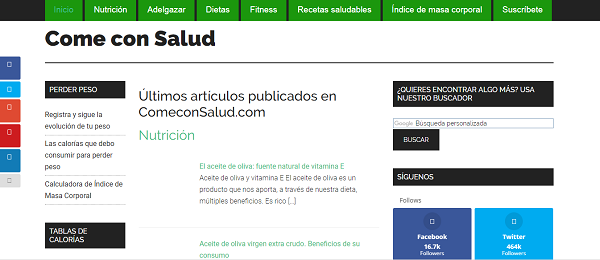 Inicio Nutrición Adelgazar Dietas Fitness Recetas saludables Índice de masa corporal Suscríbete
Come con Salud
PERDER PESO
Registra y sigue la
evolución de tu peso
Las calorías que debo
consumir para perder
peso
Calculadora de Índice de
Masa Corporal
TABLAS DE
CALORÍAS
Últimos artículos publicados en
ComeconSalud.com
Nutrición
El aceite de oliva: fuente natural de vitamina E
Aceite de oliva y vitamina E El aceite de oliva es un
producto que nos aporta, a través de nuestra dieta,
múltiples beneficios. Es rico [...]
Aceite de oliva virgen extra crudo. Beneficios de su
consumo
¿QUIERES ENCONTRAR ALGO MÁS? USA
NUESTRO BUSCADOR
Google Búsqueda personalizada
BUSCAR
SÍGUENOS
Follows
Facebook
16.7k
Followers
Twitter
464k
Followers